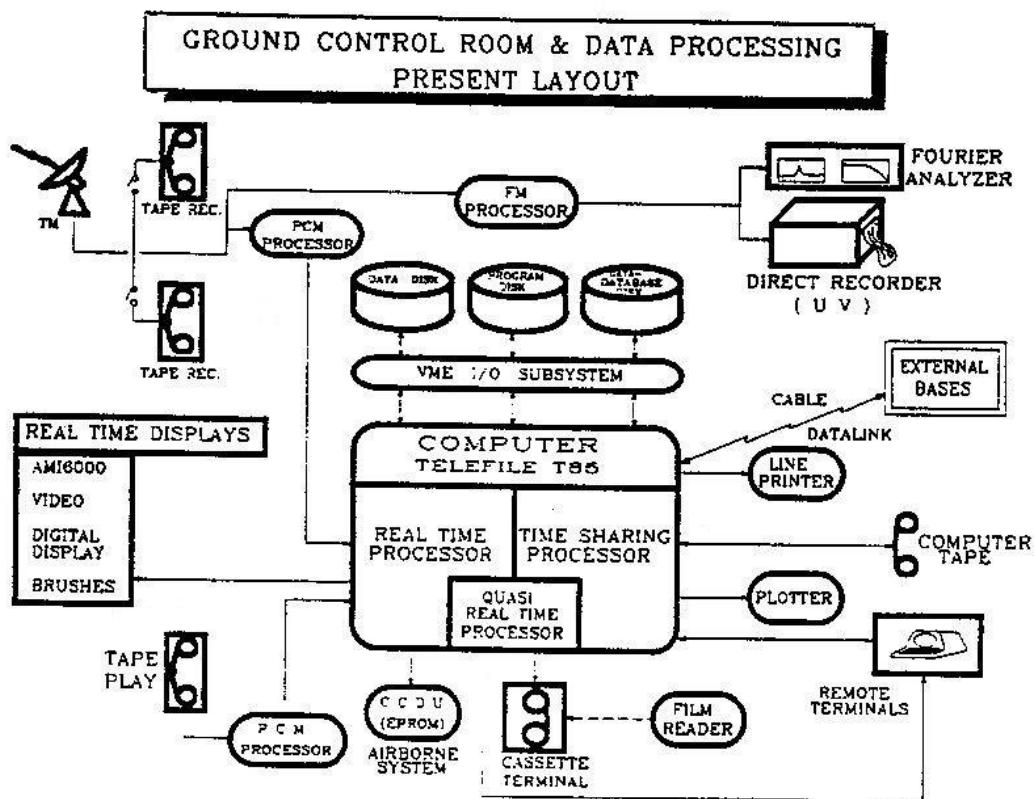 GROUND CONTROL ROOM & DATA PROCESSING
PRESENT LAYOUT
TM
TAPE REC.
PCM
PROCESSOR
FM
PROCESSOR
FOURIER
ANALYZER
DIRECT RECORDER
( U V )
TAPE REC.
DATA DISK
PROGRAM
DISK
DATABASE
VME I/O SUBSYSTEM
EXTERNAL
BASES
CABLE
DATALINK
REAL TIME DISPLAYS
AMI6000
VIDEO
DIGITAL
DISPLAY
BRUSHES
COMPUTER
TELEFILE T85
LINE
PRINTER
REAL TIME
PROCESSOR
TIME SHARING
PROCESSOR
COMPUTER
TAPE
QUASI
REAL TIME
PROCESSOR
PLOTTER
TAPE
PLAY
P C M
PROCESSOR
C C D U
(EPROM)
AIRBORNE
SYSTEM
CASSETTE
TERMINAL
FILM
READER
REMOTE
TERMINALS